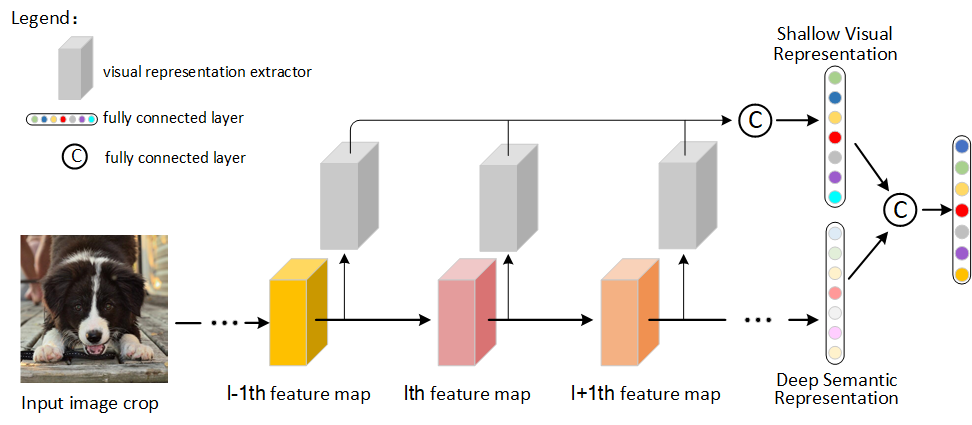 Legend：
visual representation extractor
fully connected layer
C
fully connected layer
Shallow Visual
Representation
C
C
Input image crop
l-1th feature map
lth feature map
l+1th feature map
Deep Semantic
Representation